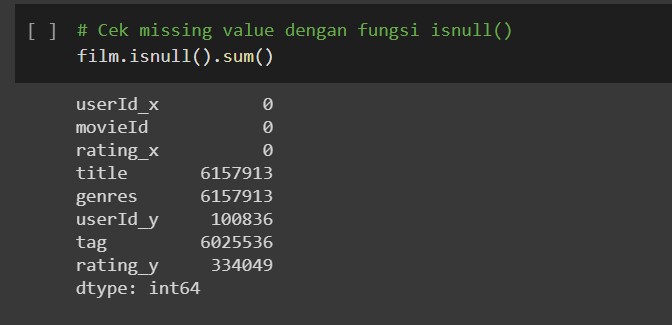 [ ] # Cek missing value dengan fungsi isnull()
film.isnull().sum()
userId_x 0
movieId 0
rating_x 0
title 6157913
genres 6157913
userId_y 100836
tag 6025536
rating_y 334049
dtype: int64